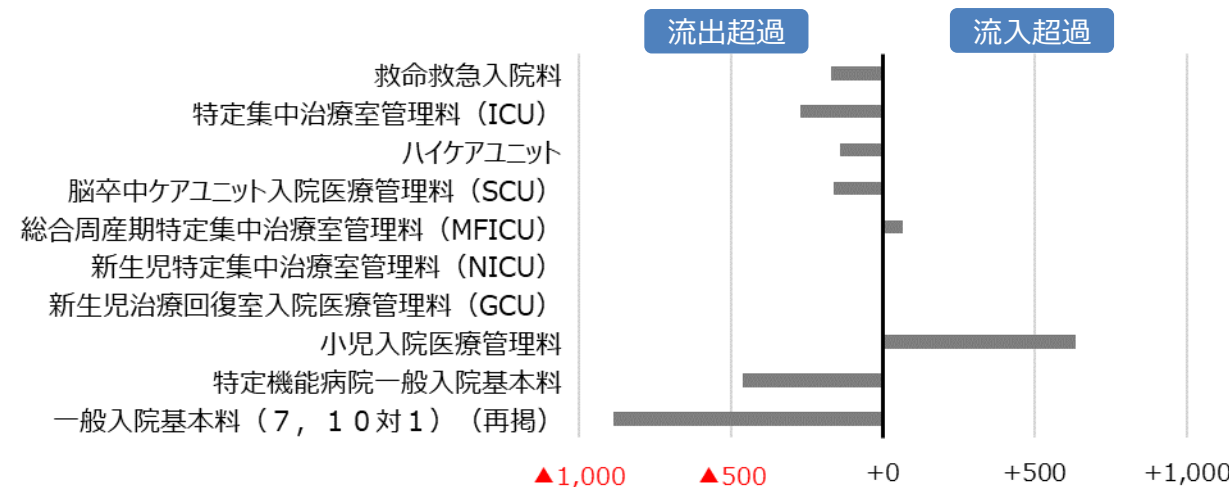 流出超過
流入超過
救命救急入院料
特定集中治療室管理料（ICU）
ハイケアユニット
脳卒中ケアユニット入院医療管理料（SCU）
総合周産期特定集中治療室管理料（MFICU）
新生児特定集中治療室管理料（NICU）
新生児治療回復室入院医療管理料（GCU）
小児入院医療管理料
特定機能病院一般入院基本料
一般入院基本料（７，１０対１）（再掲）
▲1,000 ▲500 +0 +500 +1,000